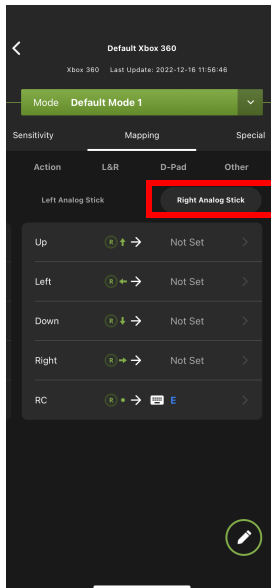 Default Xbox 360
Xbox 360 Last Update: 2022-12-16 11:56:46
Mode Default Mode 1
Sensitivity Mapping Special
Action L&R D-Pad Other
Left Analog Stick Right Analog Stick
Up R Not Set
Left R Not Set
Down R Not Set
Right R Not Set
RC R E